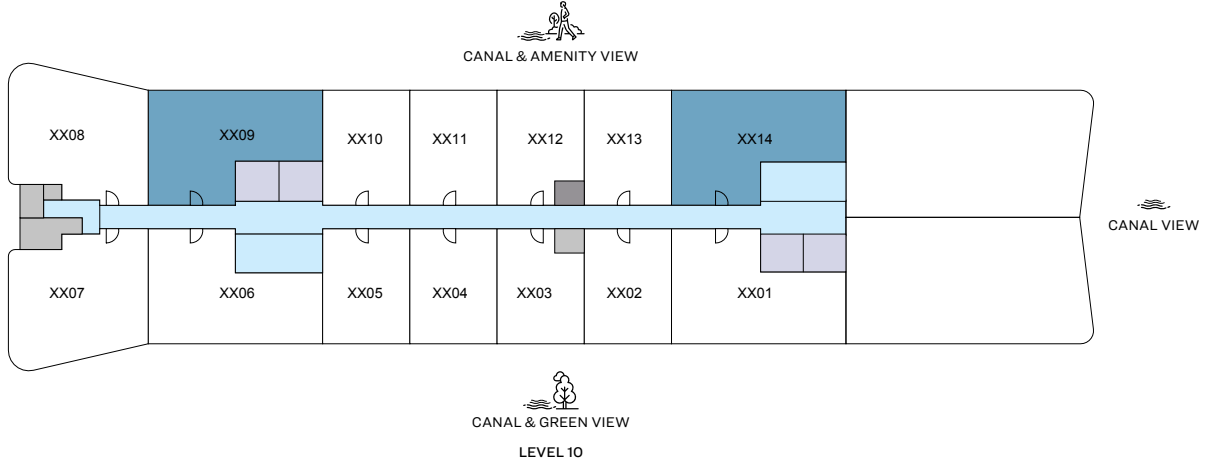 CANAL & AMENITY VIEW
XX08
XX09
XX10
XX11
XX12
XX13
XX14
CANAL VIEW
XX07
XX06
XX05
XX04
XX03
XX02
XX01
CANAL & GREEN VIEW
LEVEL 10